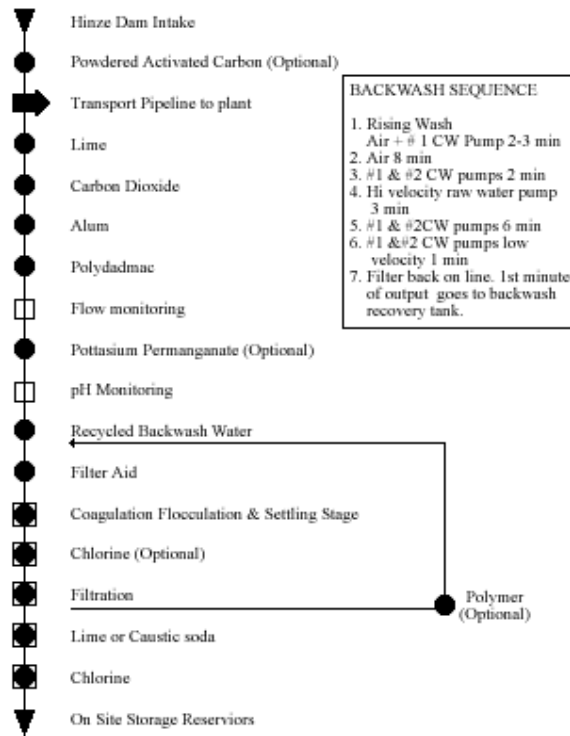 Hinze Dam Intake
Powdered Activated Carbon (Optional)
Transport Pipeline to plant
Lime
Carbon Dioxide
Alum
Polydadmac
Flow monitoring
Pottasium Permanganate (Optional)
pH Monitoring
Recycled Backwash Water
Filter Aid
Coagulation Flocculation & Settling Stage
Chlorine (Optional)
Filtration
Lime or Caustic soda
Chlorine
On Site Storage Reserviors
BACKWASH SEQUENCE
1. Rising Wash
Air + # 1 CW Pump 2-3 min
2. Air 8 min
3. #1 & #2 CW pumps 2 min
4. Hi velocity raw water pump
3 min
5. #1 & #2CW pumps 6 min
6. #1 &#2 CW pumps low
velocity 1 min
7. Filter back on line. 1st minute
of output goes to backwash
recovery tank.
Polymer
(Optional)